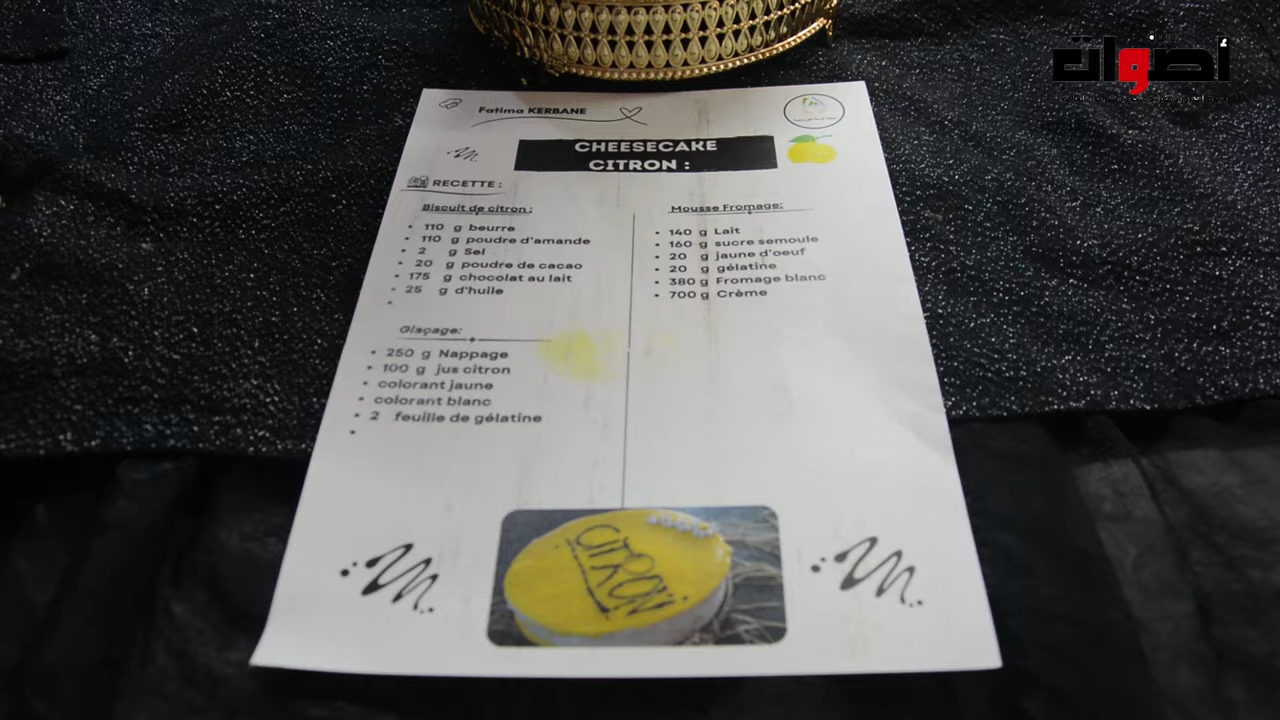 أصوات
Fatima KERBANE
CHEESECAKE
CITRON :
RECETTE :
Biscuit de citron :
• 110 g beurre
• 110 g poudre d'amande
• 2 g Sel
• 20 g poudre de cacao
• 175 g chocolat au lait
• 25 g d'huile
•
Glaçage:
• 250 g Nappage
• 100 g jus citron
• colorant jaune
• colorant blanc
• 2 feuille de gélatine
•
Mousse Fromage:
• 140 g Lait
• 160 g sucre semoule
• 20 g jaune d'oeuf
• 20 g gélatine
• 380 g Fromage blanc
• 700 g Crème
CITRON